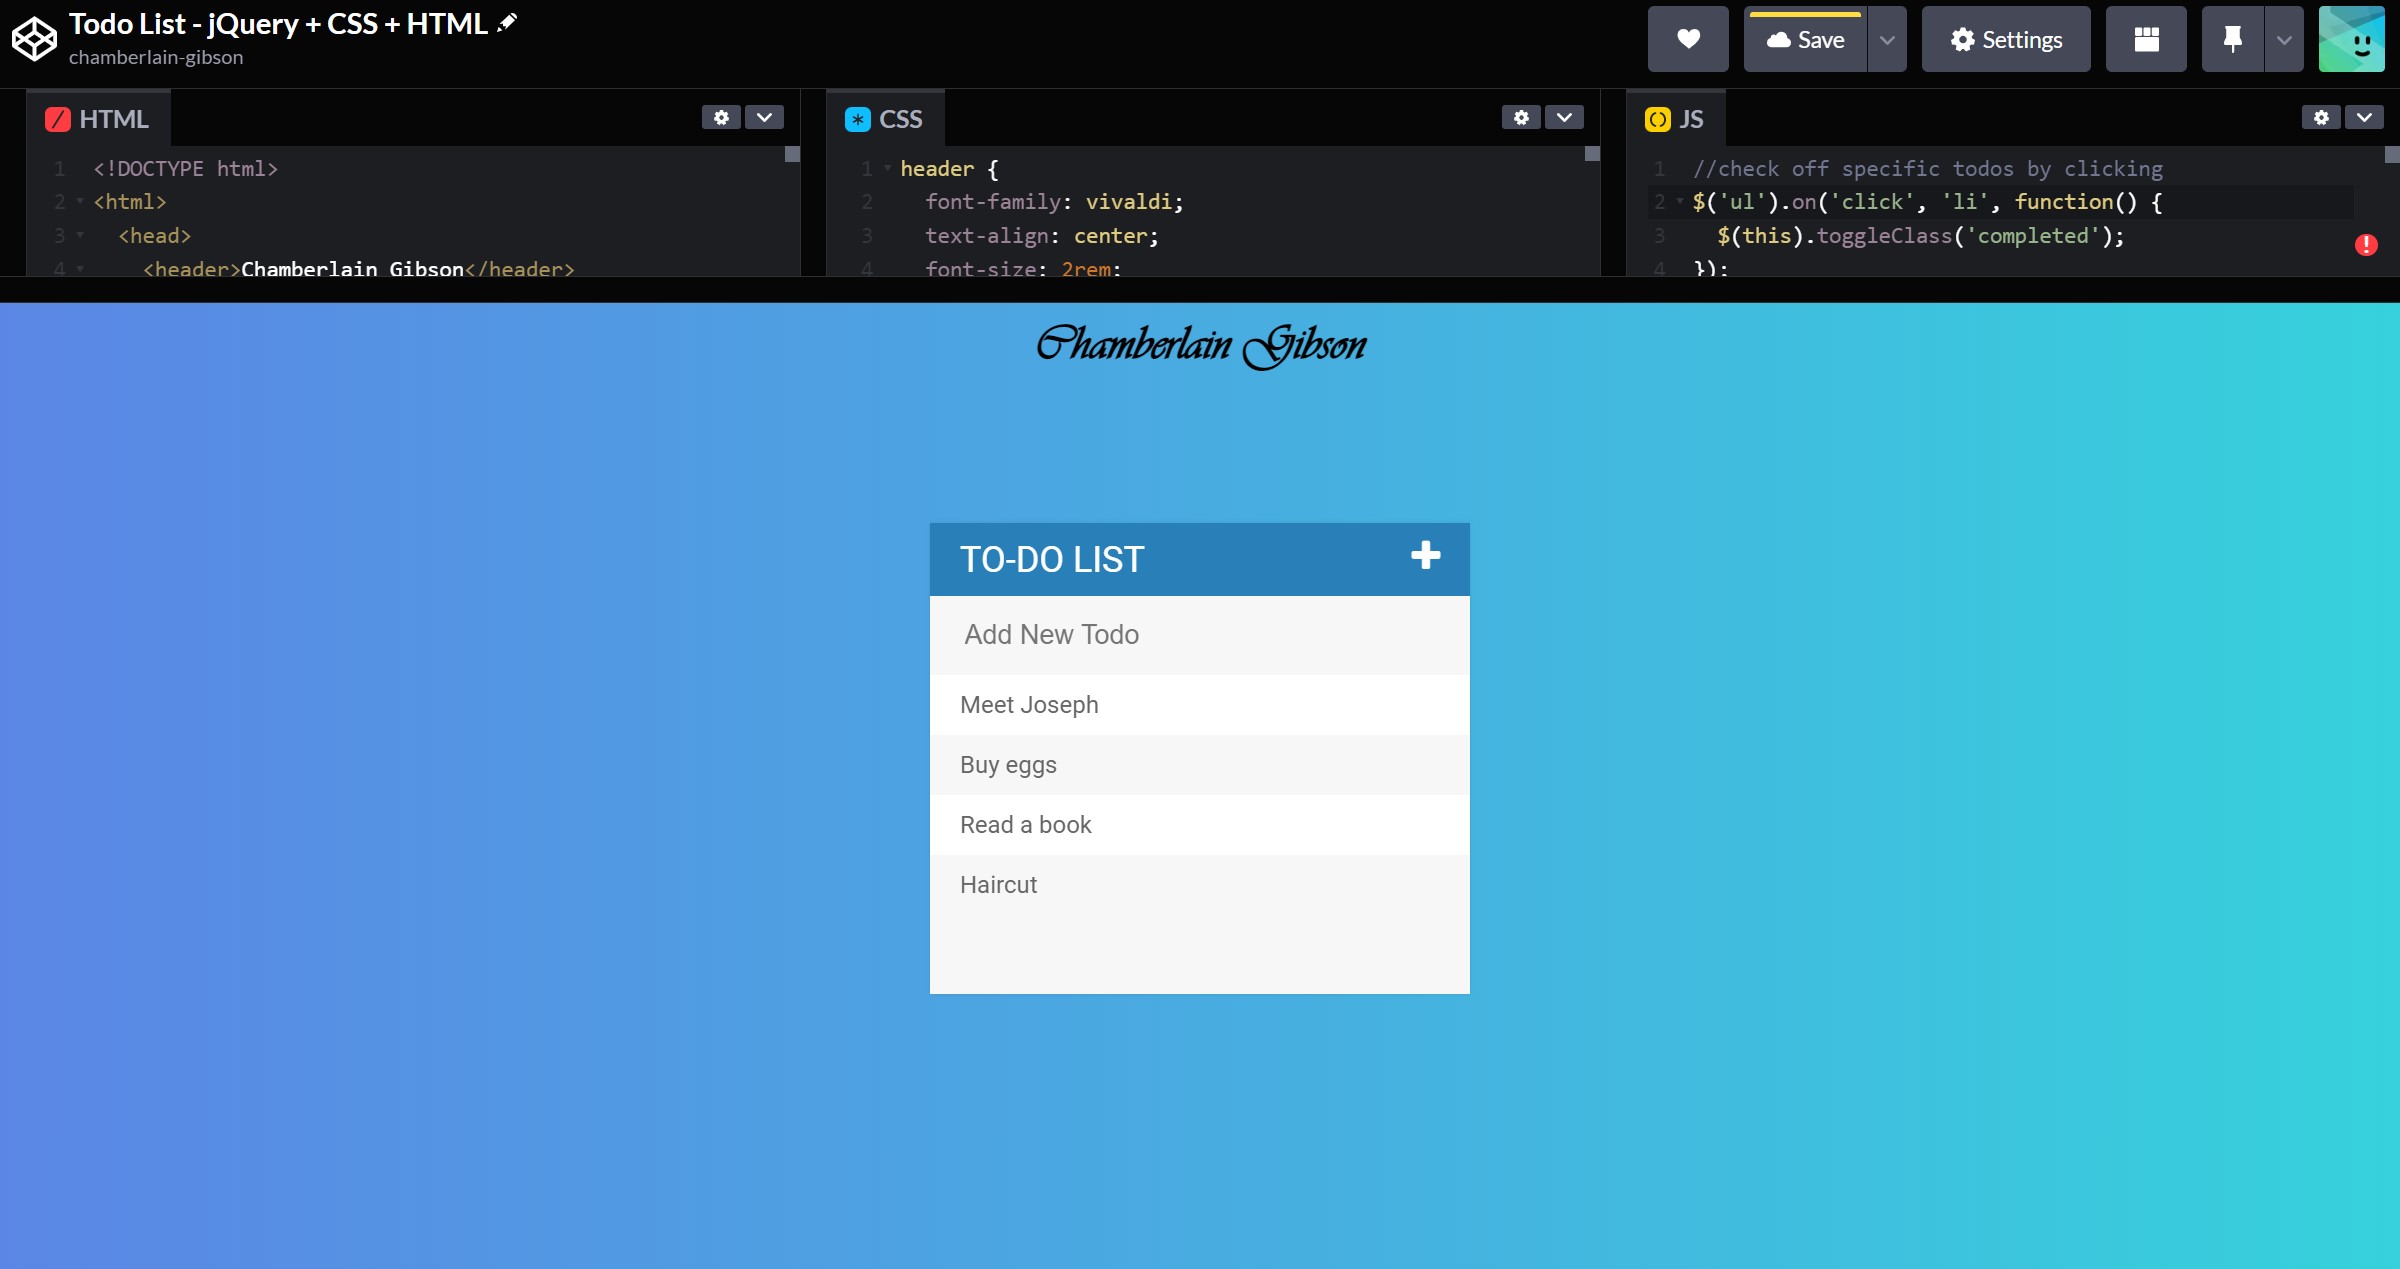 Todo List - jQuery + CSS + HTML
chamberlain-gibson
Save
Settings
HTML
1 <!DOCTYPE html>
2 <html>
3 <head>
4 <header>Chamberlain Gibson</header>
CSS
1 header {
2 font-family: vivaldi;
3 text-align: center;
4 font-size: 2rem;
JS
1 //check off specific todos by clicking
2 $('ul').on('click', 'li', function() {
3 $(this).toggleClass('completed');
4 });
Chamberlain Gibson
TO-DO LIST
Add New Todo
Meet Joseph
Buy eggs
Read a book
Haircut